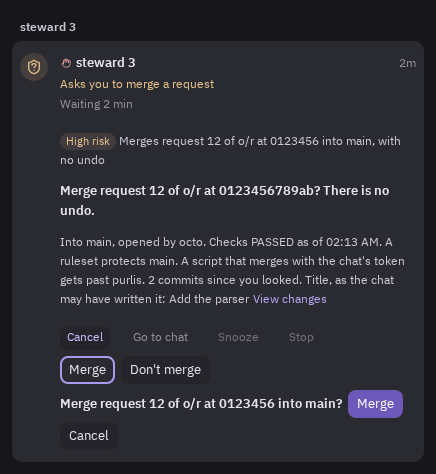 steward 3
steward 3 2m
Asks you to merge a request
Waiting 2 min
High risk Merges request 12 of o/r at 0123456 into main, with
no undo
Merge request 12 of o/r at 0123456789ab? There is no
undo.
Into main, opened by octo. Checks PASSED as of 02:13 AM. A
ruleset protects main. A script that merges with the chat's token
gets past purlis. 2 commits since you looked. Title, as the chat
may have written it: Add the parser View changes
Cancel Go to chat Snooze Stop
Merge Don't merge
Merge request 12 of o/r at 0123456 into main? Merge
Cancel